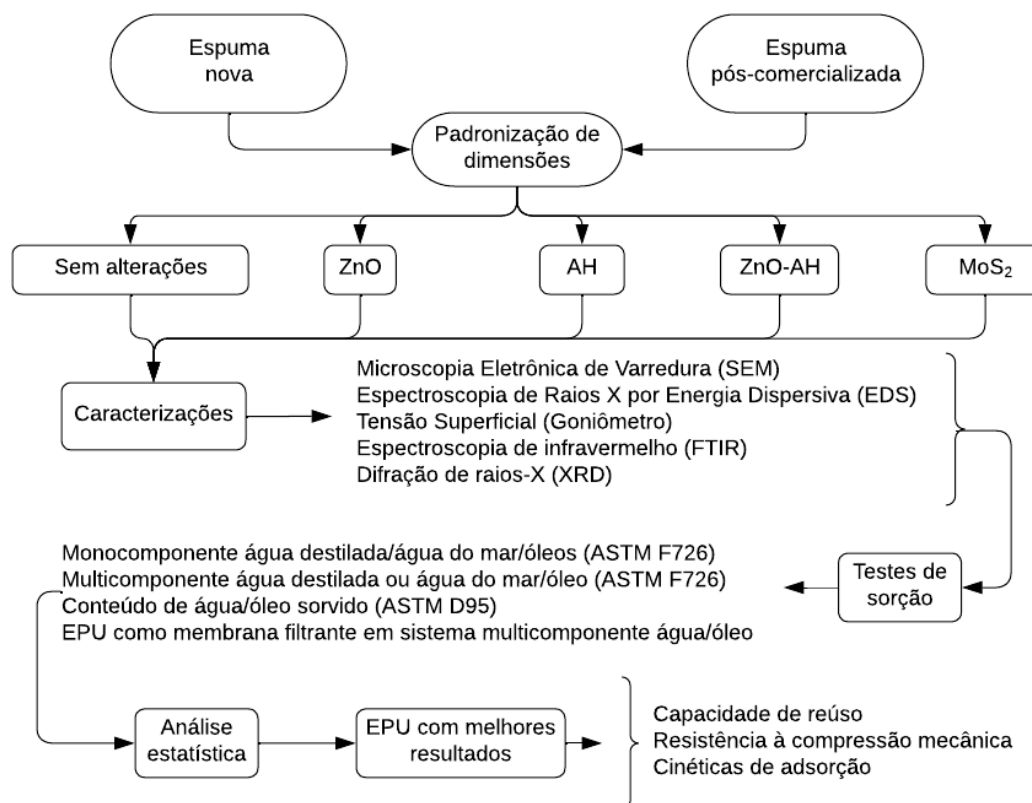 Espuma
nova
Espuma
pós-comercializada
Padronização de
dimensões
Sem alterações
ZnO
AH
ZnO-AH
MoS₂
Caracterizações
Microscopia Eletrônica de Varredura (SEM)
Espectroscopia de Raios X por Energia Dispersiva (EDS)
Tensão Superficial (Goniômetro)
Espectroscopia de infravermelho (FTIR)
Difração de raios-X (XRD)
Monocomponente água destilada/água do mar/óleos (ASTM F726)
Multicomponente água destilada ou água do mar/óleo (ASTM F726)
Conteúdo de água/óleo sorvido (ASTM D95)
EPU como membrana filtrante em sistema multicomponente água/óleo
Testes de
sorção
Análise
estatística
EPU com melhores
resultados
Capacidade de reúso
Resistência à compressão mecânica
Cinéticas de adsorção